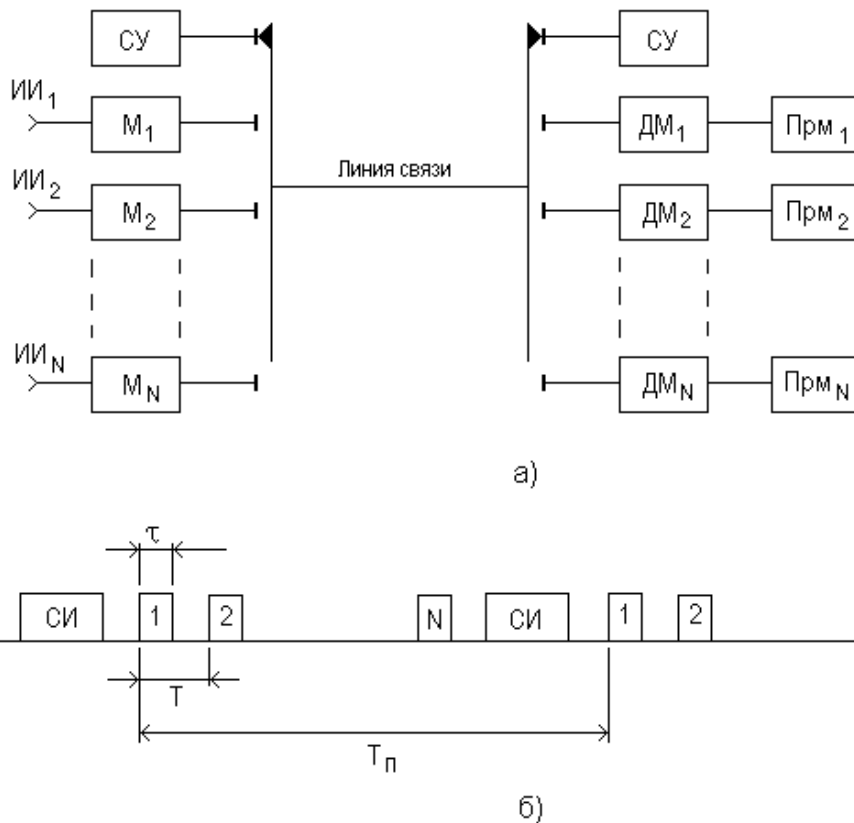 СУ СУ
ИИ1
М1 ДМ1 Прм1
Линия связи
ИИ2
М2 ДМ2 Прм2
ИИN
МN ДМN ПрмN
а)
τ
СИ 1 2 N СИ 1 2
T
TП
б)